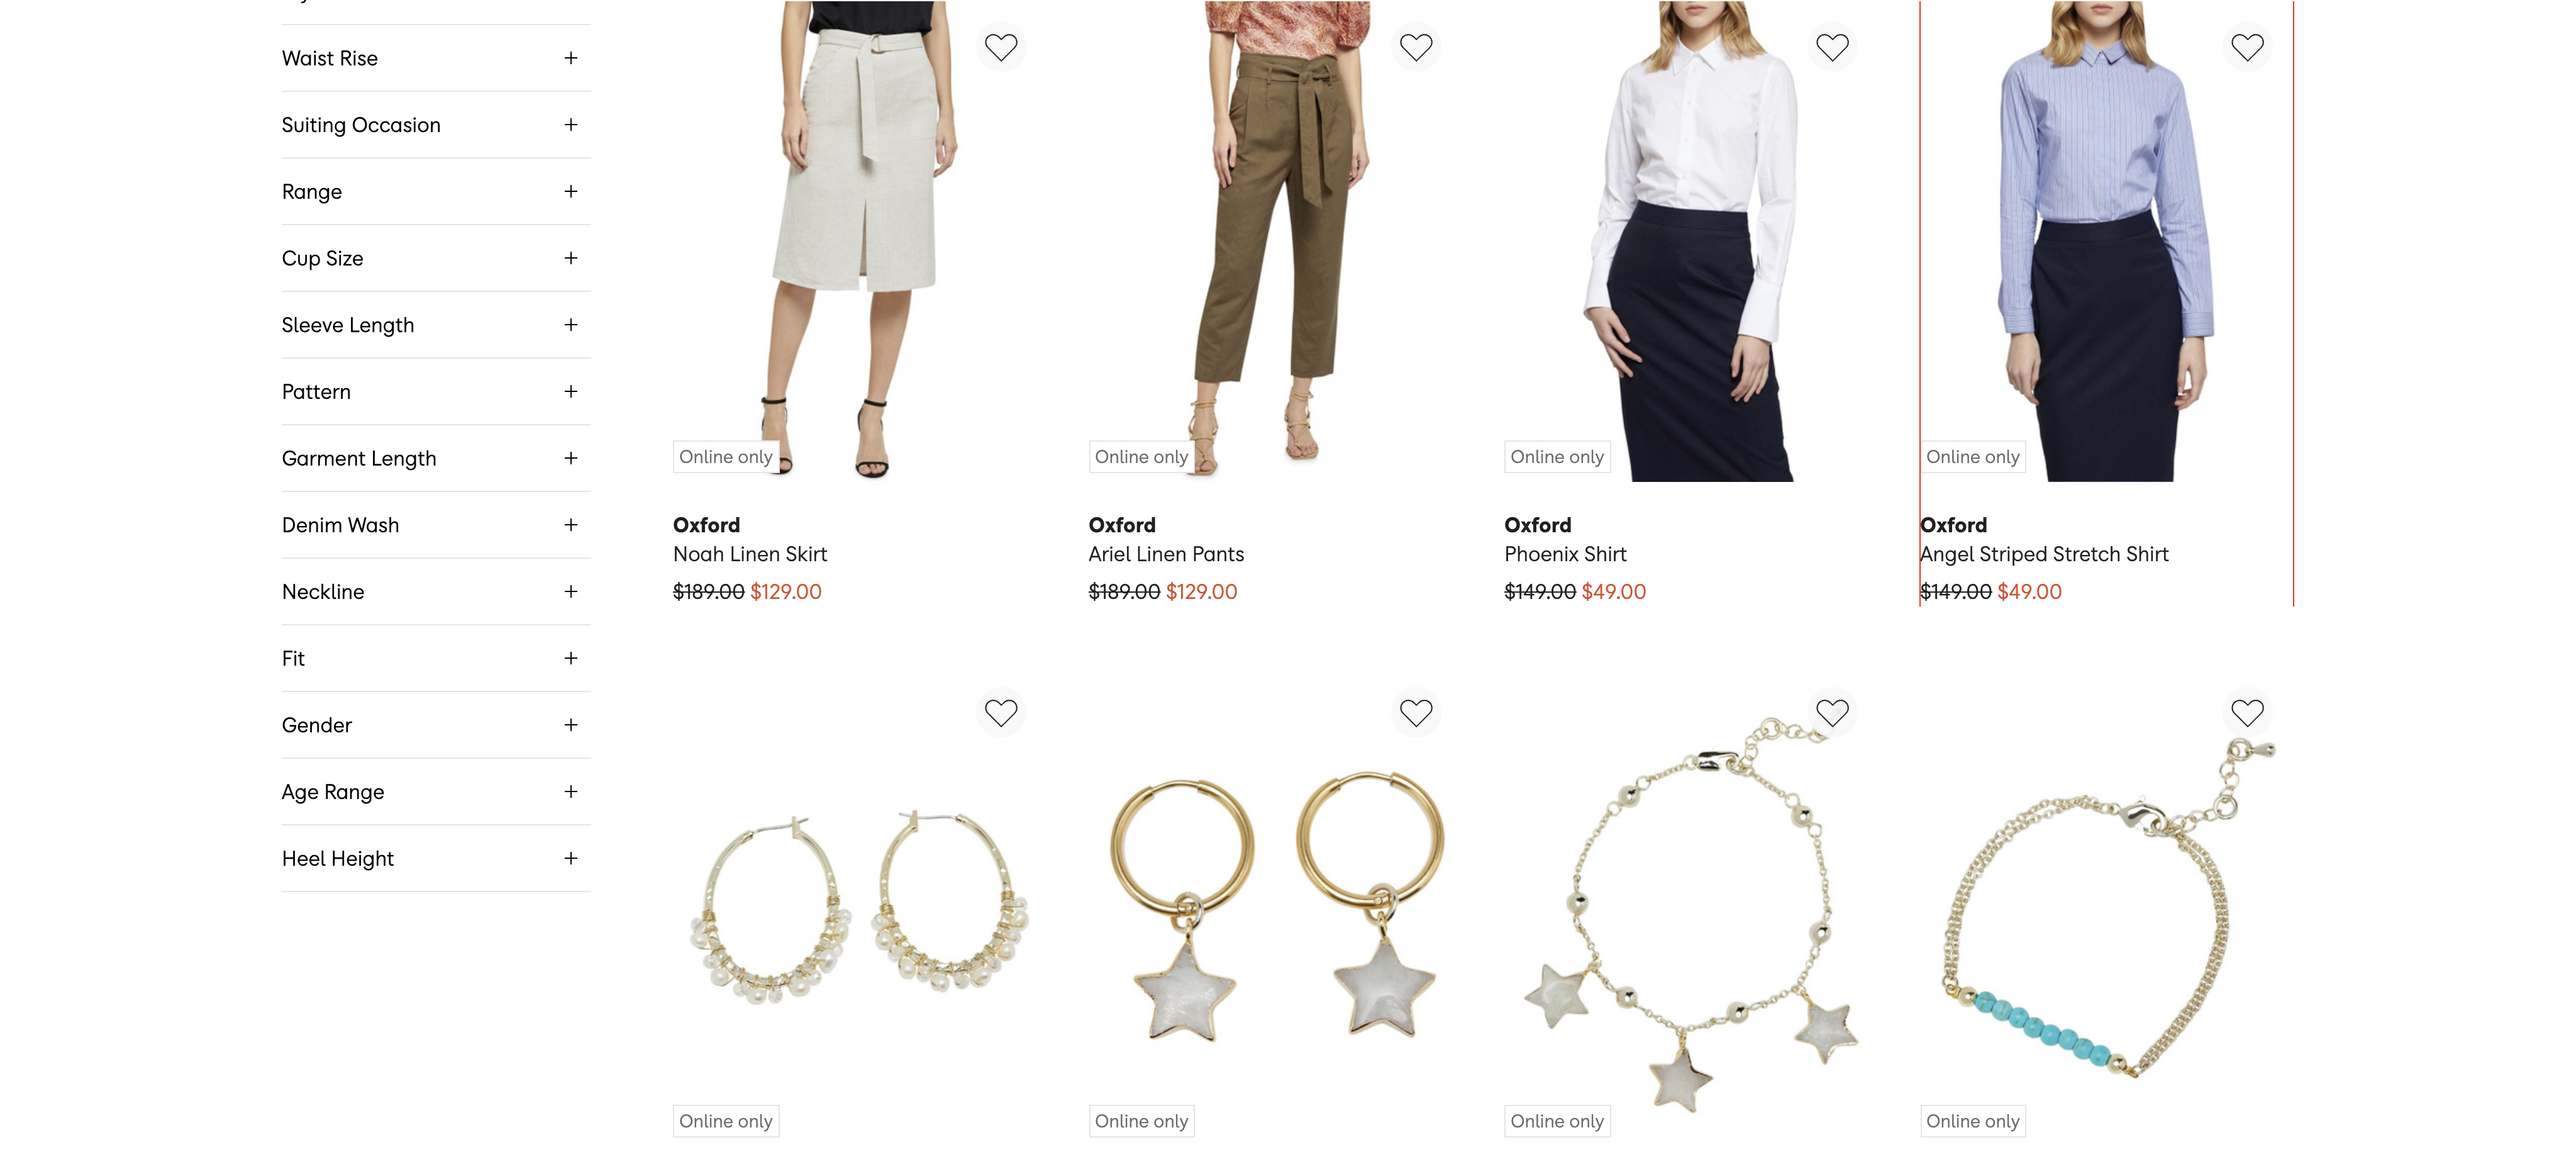 Waist Rise
Suiting Occasion
Range
Cup Size
Sleeve Length
Pattern
Garment Length
Denim Wash
Neckline
Fit
Gender
Age Range
Heel Height
Online only
Oxford
Noah Linen Skirt
$189.00 $129.00
Online only
Oxford
Ariel Linen Pants
$189.00 $129.00
Online only
Oxford
Phoenix Shirt
$149.00 $49.00
Online only
Oxford
Angel Striped Stretch Shirt
$149.00 $49.00
Online only
Online only
Online only
Online only